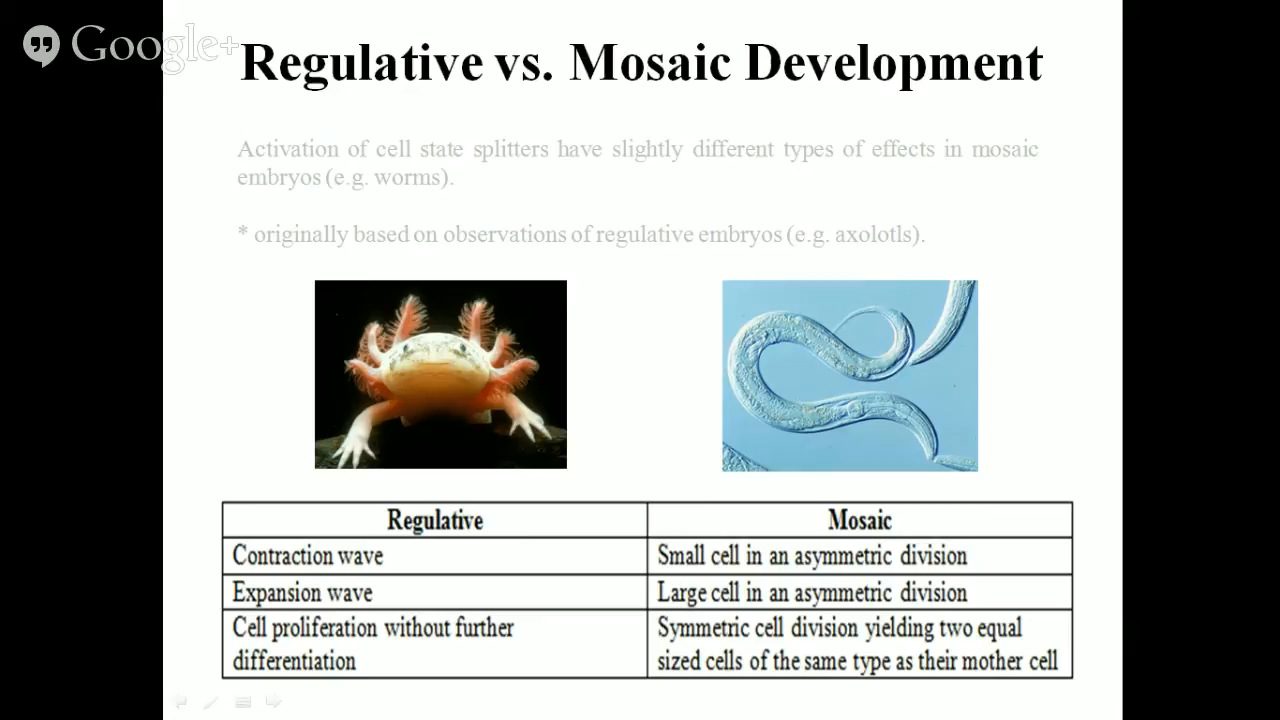 Google+
Regulative vs. Mosaic Development
Activation of cell state splitters have slightly different types of effects in mosaic
embryos (e.g. worms).
* originally based on observations of regulative embryos (e.g. axolotls).
Regulative
Mosaic
Contraction wave
Small cell in an asymmetric division
Expansion wave
Large cell in an asymmetric division
Cell proliferation without further
differentiation
Symmetric cell division yielding two equal
sized cells of the same type as their mother cell